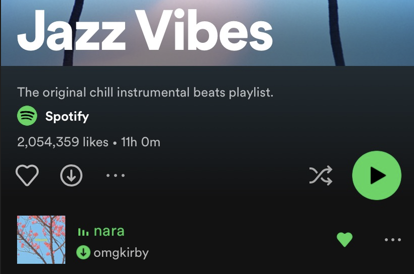 Jazz Vibes
The original chill instrumental beats playlist.
Spotify
2,054,359 likes • 11h 0m
nara
omgkirby